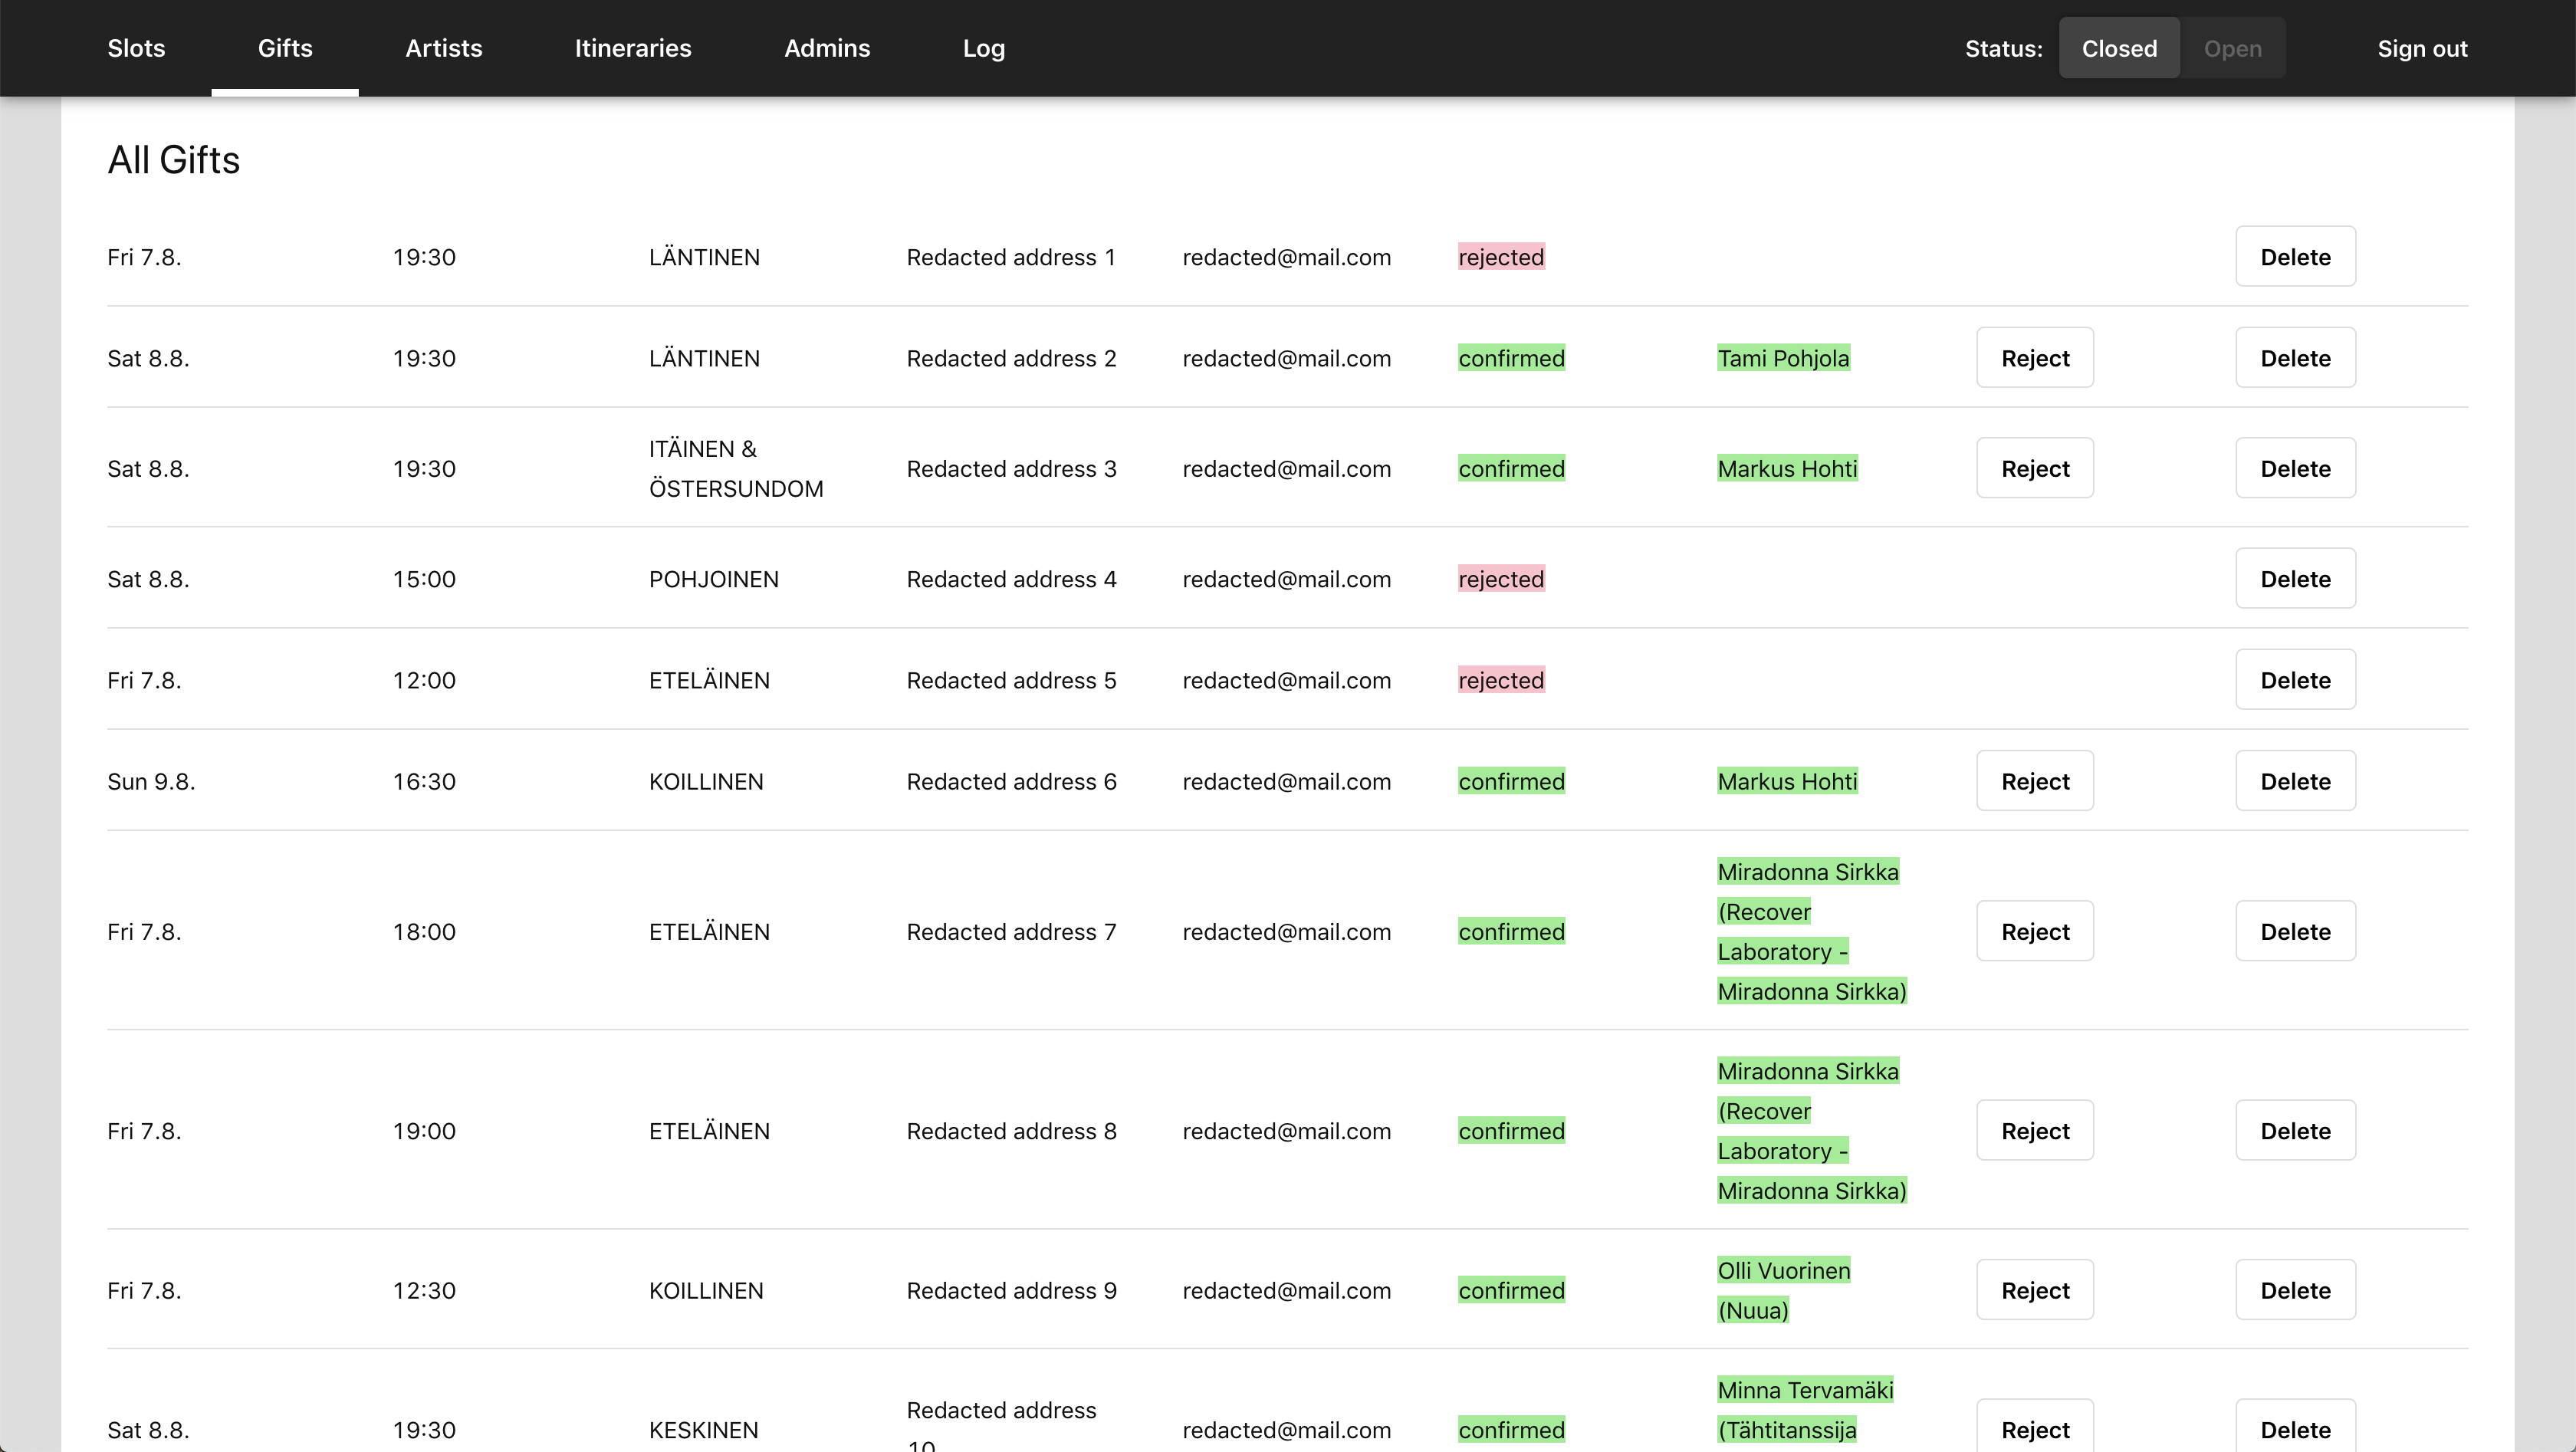 Slots Gifts Artists Itineraries Admins Log Status: Closed Open Sign out
All Gifts
Fri 7.8. 19:30 LÄNTINEN Redacted address 1 redacted@mail.com rejected Delete
Sat 8.8. 19:30 LÄNTINEN Redacted address 2 redacted@mail.com confirmed Tami Pohjola Reject Delete
Sat 8.8. 19:30 ITÄINEN &
ÖSTERSUNDOM Redacted address 3 redacted@mail.com confirmed Markus Hohti Reject Delete
Sat 8.8. 15:00 POHJOINEN Redacted address 4 redacted@mail.com rejected Delete
Fri 7.8. 12:00 ETELÄINEN Redacted address 5 redacted@mail.com rejected Delete
Sun 9.8. 16:30 KOILLINEN Redacted address 6 redacted@mail.com confirmed Markus Hohti Reject Delete
Fri 7.8. 18:00 ETELÄINEN Redacted address 7 redacted@mail.com confirmed Miradonna Sirkka
(Recover
Laboratory -
Miradonna Sirkka) Reject Delete
Fri 7.8. 19:00 ETELÄINEN Redacted address 8 redacted@mail.com confirmed Miradonna Sirkka
(Recover
Laboratory -
Miradonna Sirkka) Reject Delete
Fri 7.8. 12:30 KOILLINEN Redacted address 9 redacted@mail.com confirmed Olli Vuorinen
(Nuua) Reject Delete
Sat 8.8. 19:30 KESKINEN Redacted address
10 redacted@mail.com confirmed Minna Tervamäki
(Tähtitanssija Reject Delete